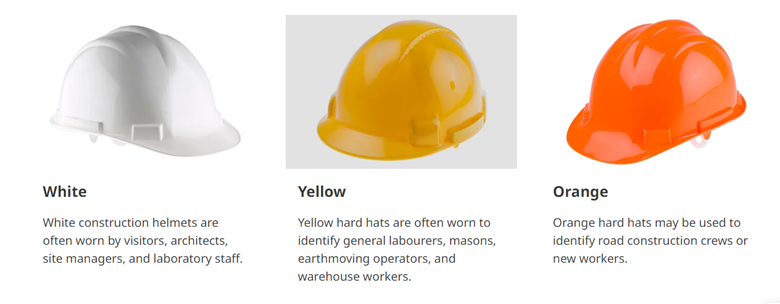 White
White construction helmets are
often worn by visitors, architects,
site managers, and laboratory staff.
Yellow
Yellow hard hats are often worn to
identify general labourers, masons,
earthmoving operators, and
warehouse workers.
Orange
Orange hard hats may be used to
identify road construction crews or
new workers.